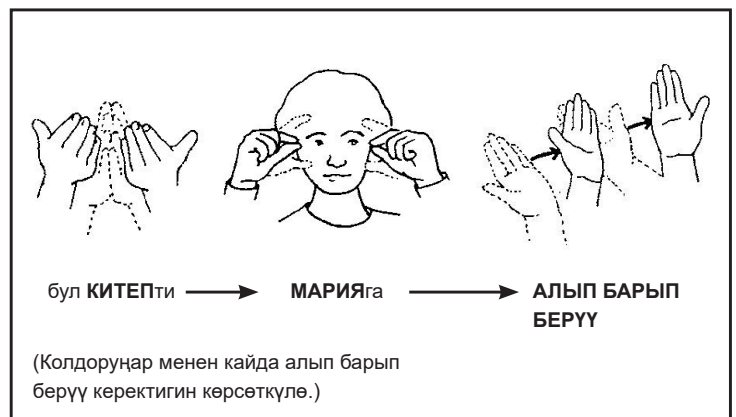 бул КИТЕПти МАРИЯга АЛЫП БАРЫП
БЕРҮҮ
(Колдоруңар менен кайда алып барып
берүү керектигин көрсөткүлө.)